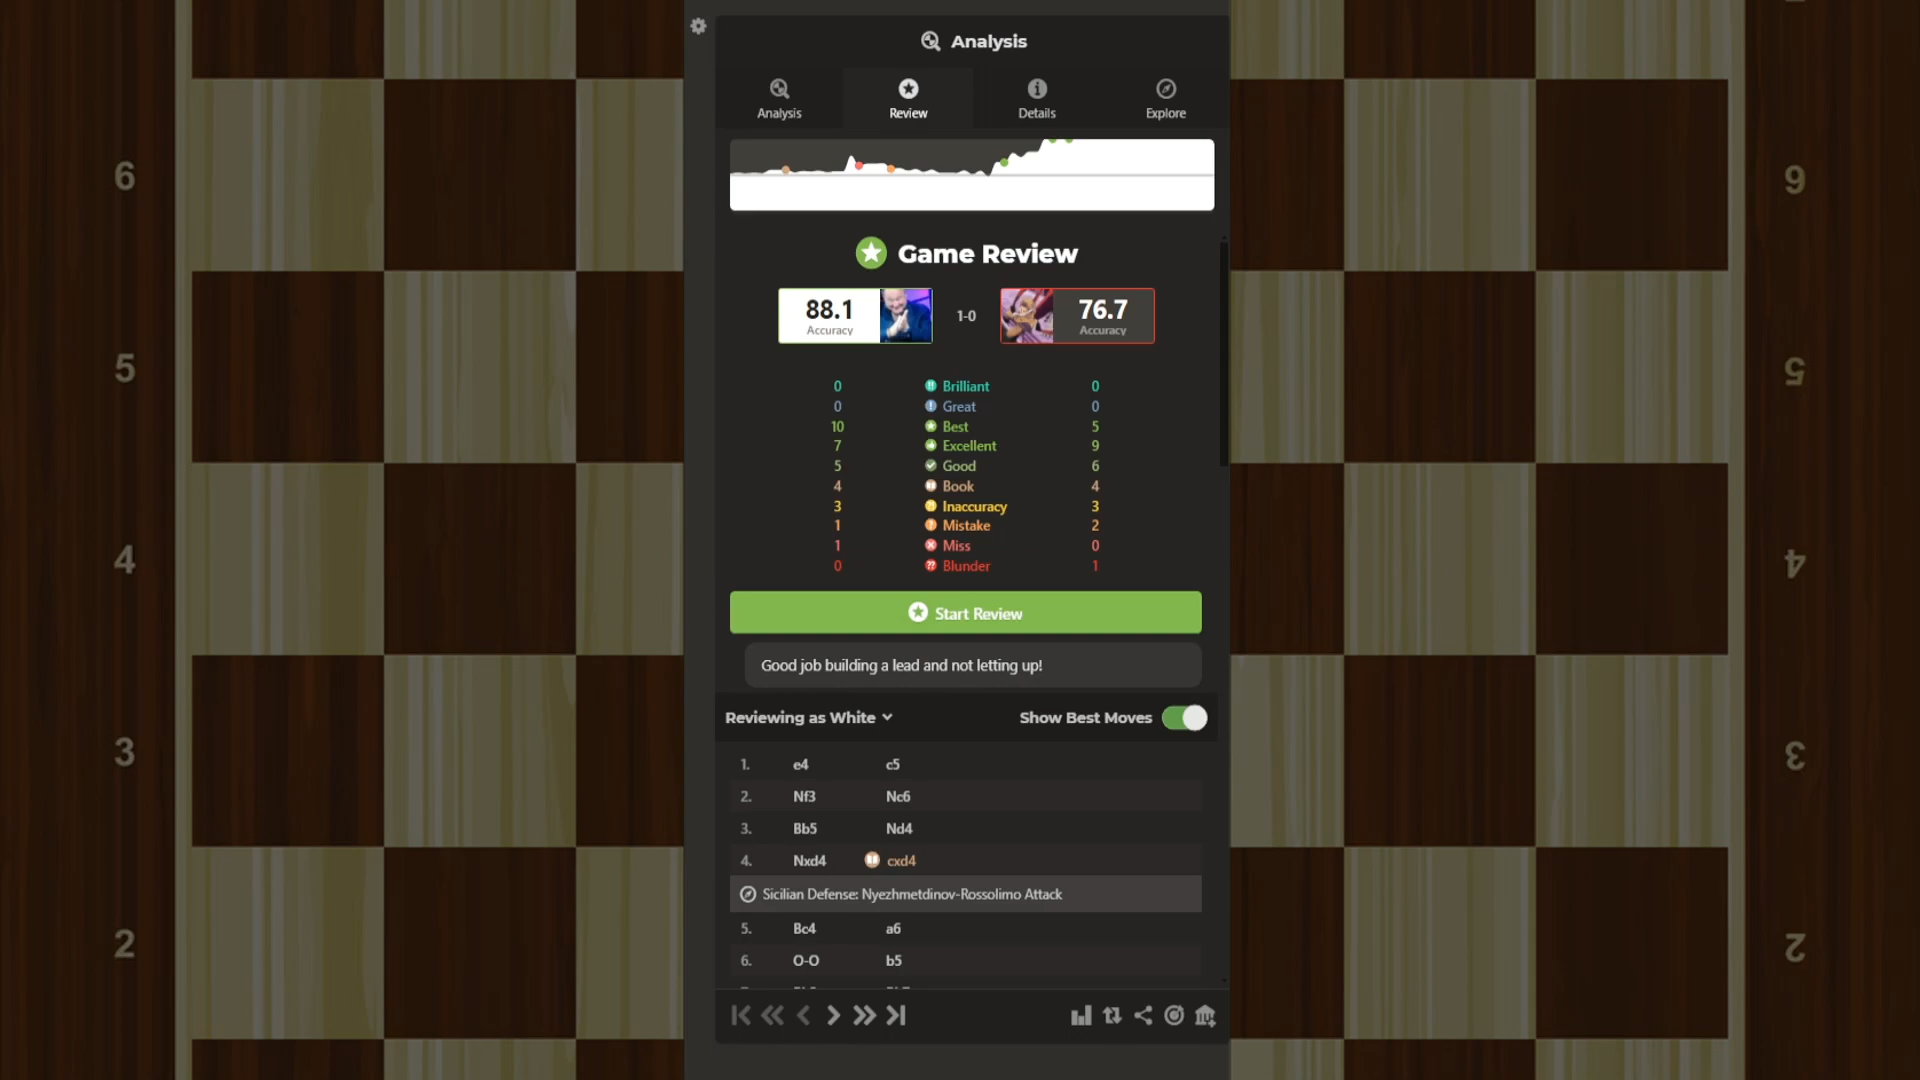 Analysis
Analysis
Review
Details
Explore
Game Review
88.1
Accuracy
1-0
76.7
Accuracy
0 Brilliant 0
0 Great 0
10 Best 5
7 Excellent 9
5 Good 6
4 Book 4
3 Inaccuracy 3
1 Mistake 2
1 Miss 0
0 Blunder 1
Start Review
Good job building a lead and not letting up!
Reviewing as White
Show Best Moves
1. e4 c5
2. Nf3 Nc6
3. Bb5 Nd4
4. Nxd4 cxd4
Sicilian Defense: Nyezhmetdinov-Rossolimo Attack
5. Bc4 a6
6. O-O b5
6
5
4
3
2
6
5
4
3
2